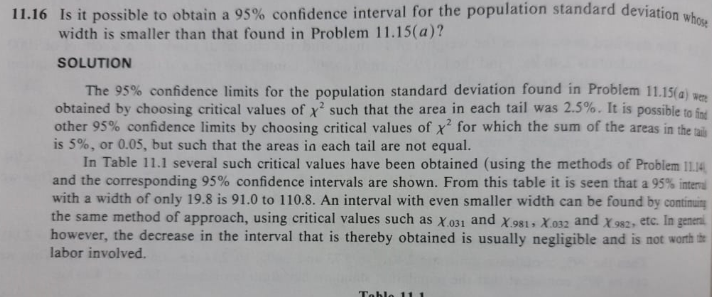 11.16 Is it possible to obtain a 95% confidence interval for the population standard deviation whose
width is smaller than that found in Problem 11.15(a)?
SOLUTION
The 95% confidence limits for the population standard deviation found in Problem 11.15(a) were
obtained by choosing critical values of χ² such that the area in each tail was 2.5%. It is possible to find
other 95% confidence limits by choosing critical values of χ² for which the sum of the areas in the tails
is 5%, or 0.05, but such that the areas in each tail are not equal.
In Table 11.1 several such critical values have been obtained (using the methods of Problem 11.14)
and the corresponding 95% confidence intervals are shown. From this table it is seen that a 95% interval
with a width of only 19.8 is 91.0 to 110.8. An interval with even smaller width can be found by continuing
the same method of approach, using critical values such as χ.031 and χ.981, χ.032 and χ.982, etc. In general,
however, the decrease in the interval that is thereby obtained is usually negligible and is not worth the
labor involved.
Table 11.1